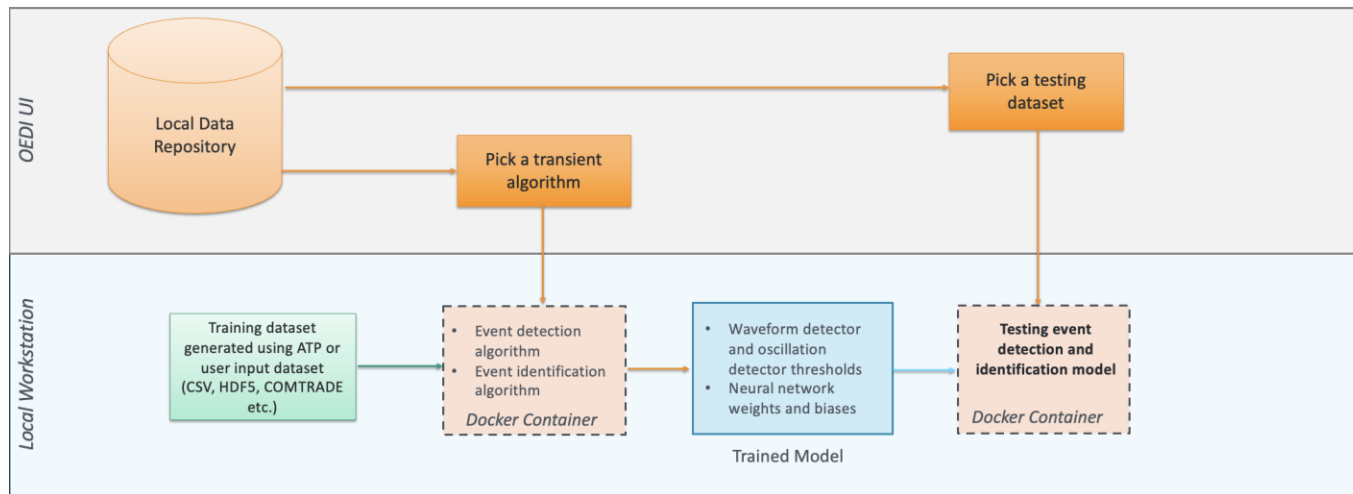 OEDI UI
Local Data
Repository
Pick a transient
algorithm
Pick a testing
dataset
Local Workstation
Training dataset
generated using ATP or
user input dataset
(CSV, HDF5, COMTRADE
etc.)
• Event detection
algorithm
• Event identification
algorithm
Docker Container
• Waveform detector
and oscillation
detector thresholds
• Neural network
weights and biases
Trained Model
Testing event
detection and
identification model
Docker Container